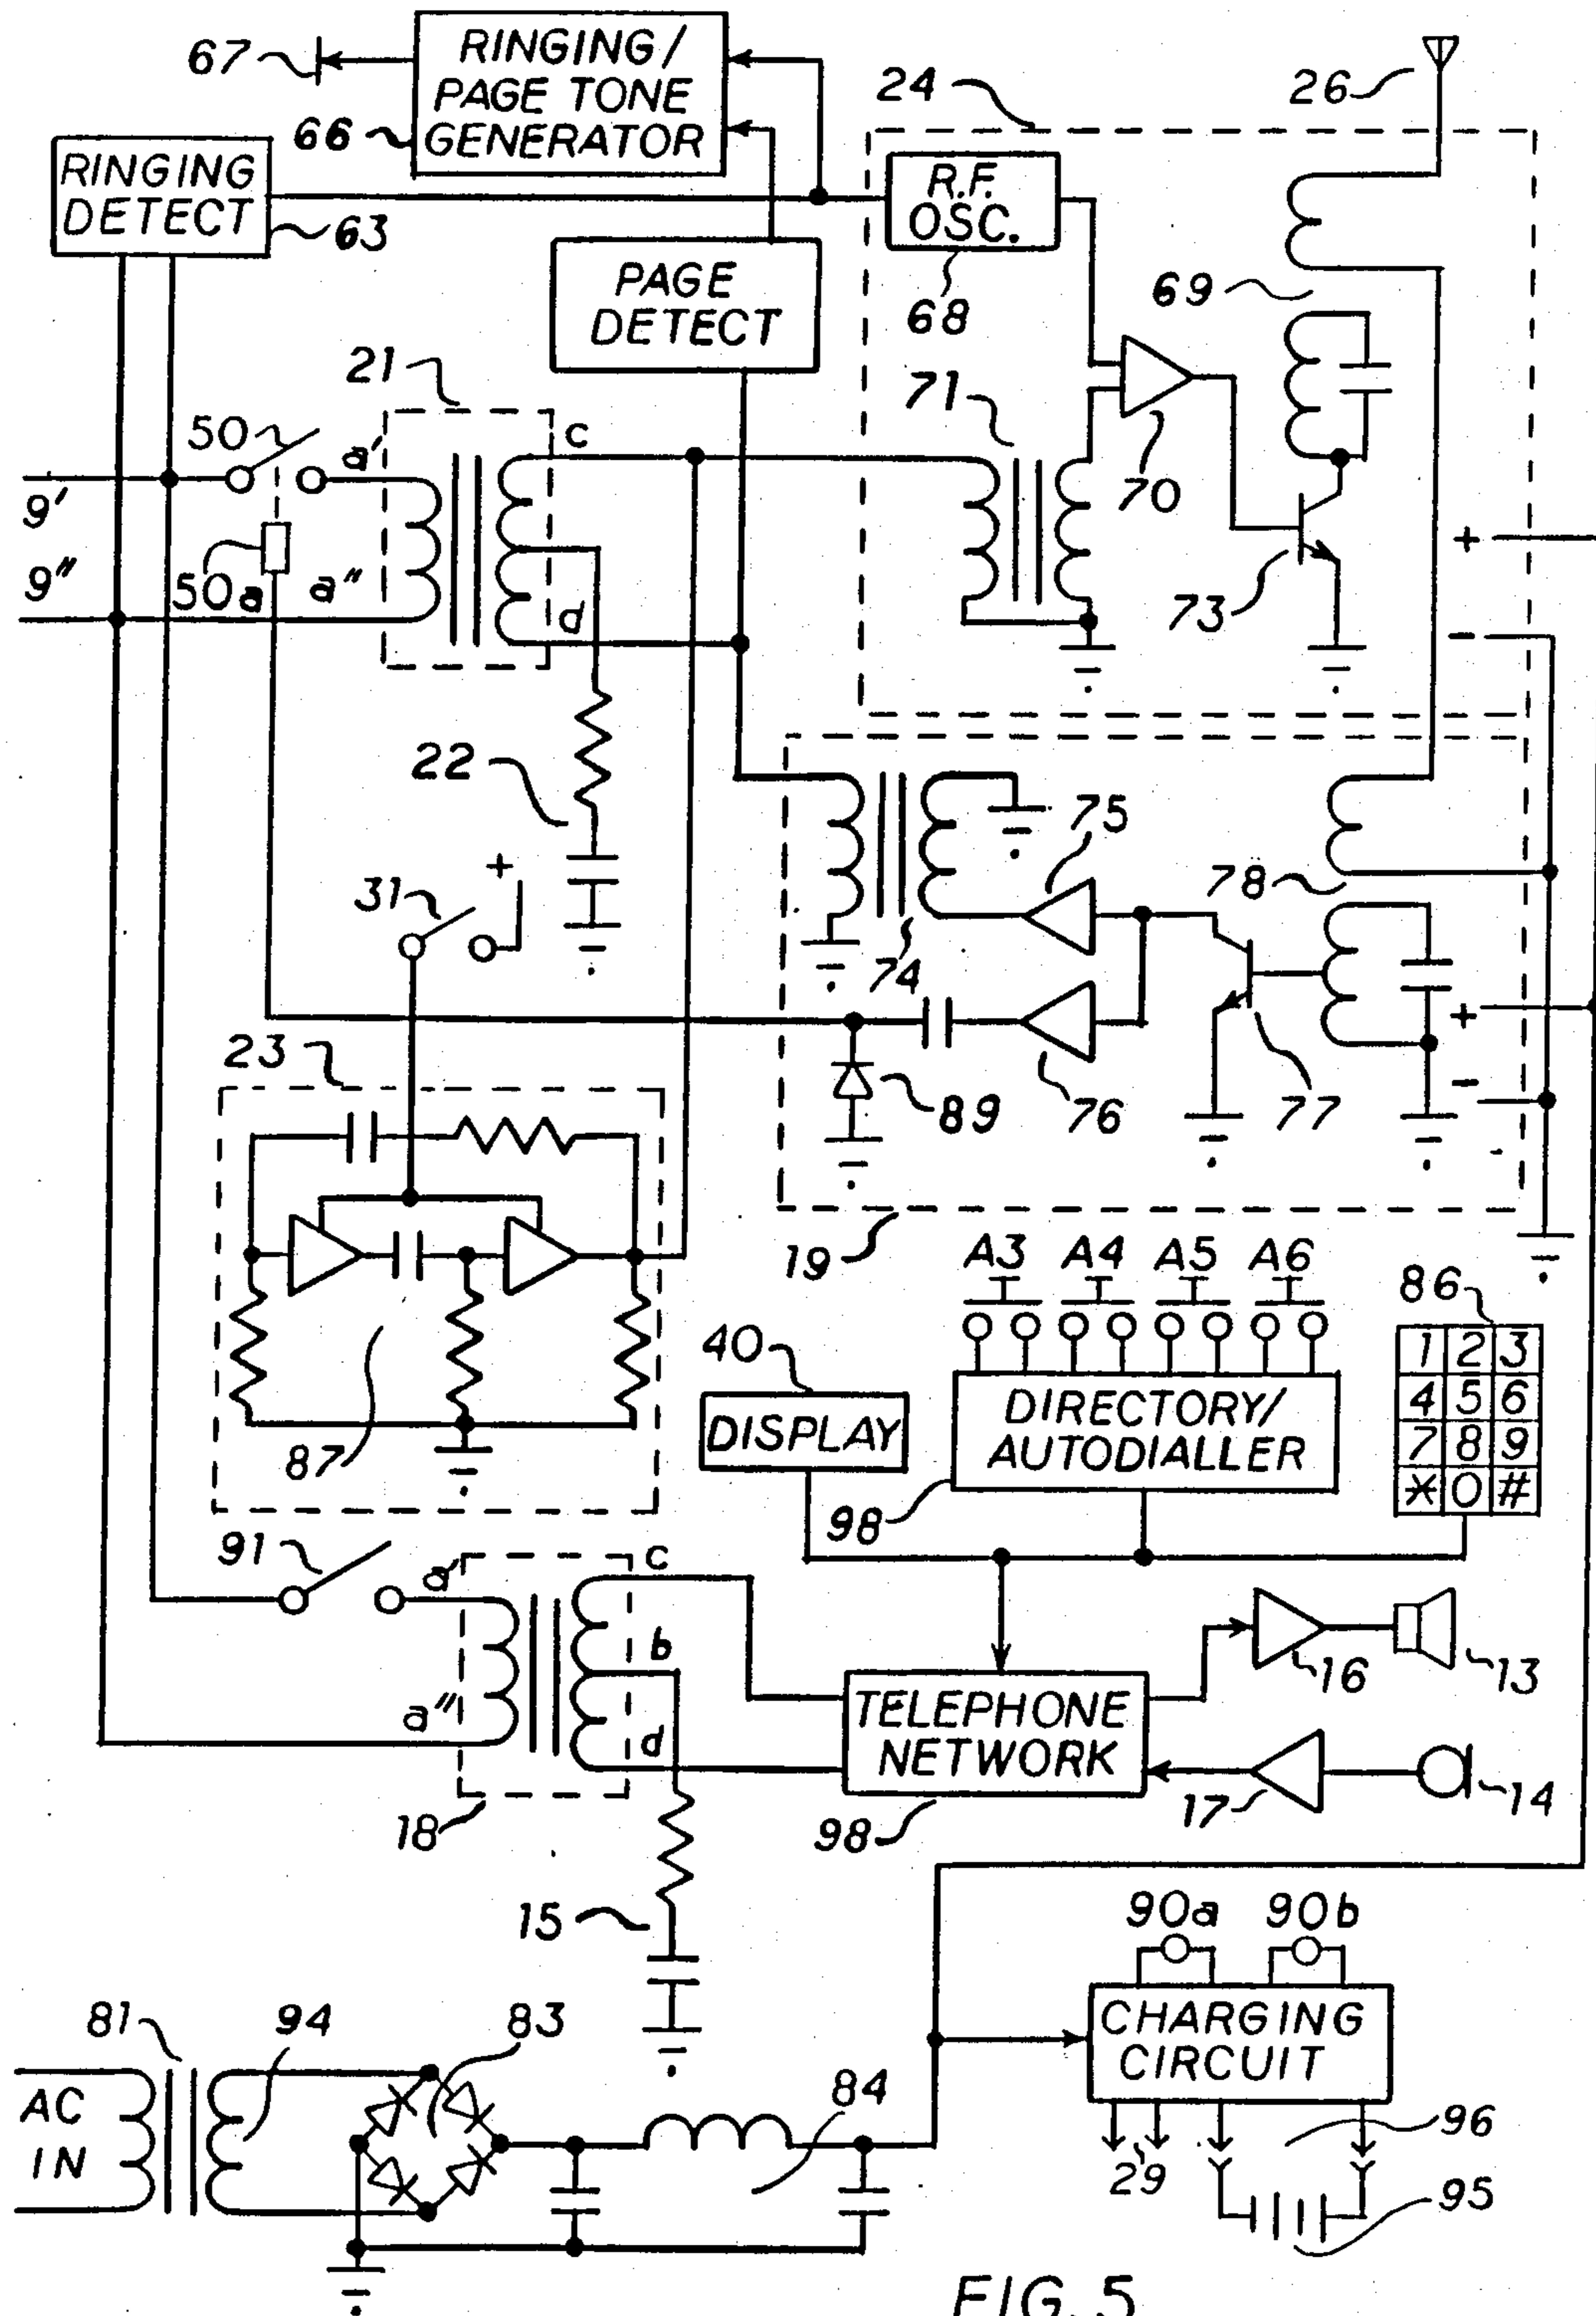 67
RINGING/
PAGE TONE
GENERATOR
66
24
26
RINGING
DETECT
63
R.F.
OSC.
68
69
PAGE
DETECT
21
71
70
50
a'
c
9'
9"
50a
a"
d
73
+
-
22
31
+
75
74
78
76
77
+
-
89
23
19
87
A3 A4 A5 A6
86
1 2 3
4 5 6
7 8 9
* 0 #
40
DISPLAY
DIRECTORY/
AUTODIALLER
98
91
a'
c
b
a"
d
18
TELEPHONE
NETWORK
98
16
13
17
14
15
90a 90b
CHARGING
CIRCUIT
96
29
95
81
94
83
84
AC
IN
FIG. 5